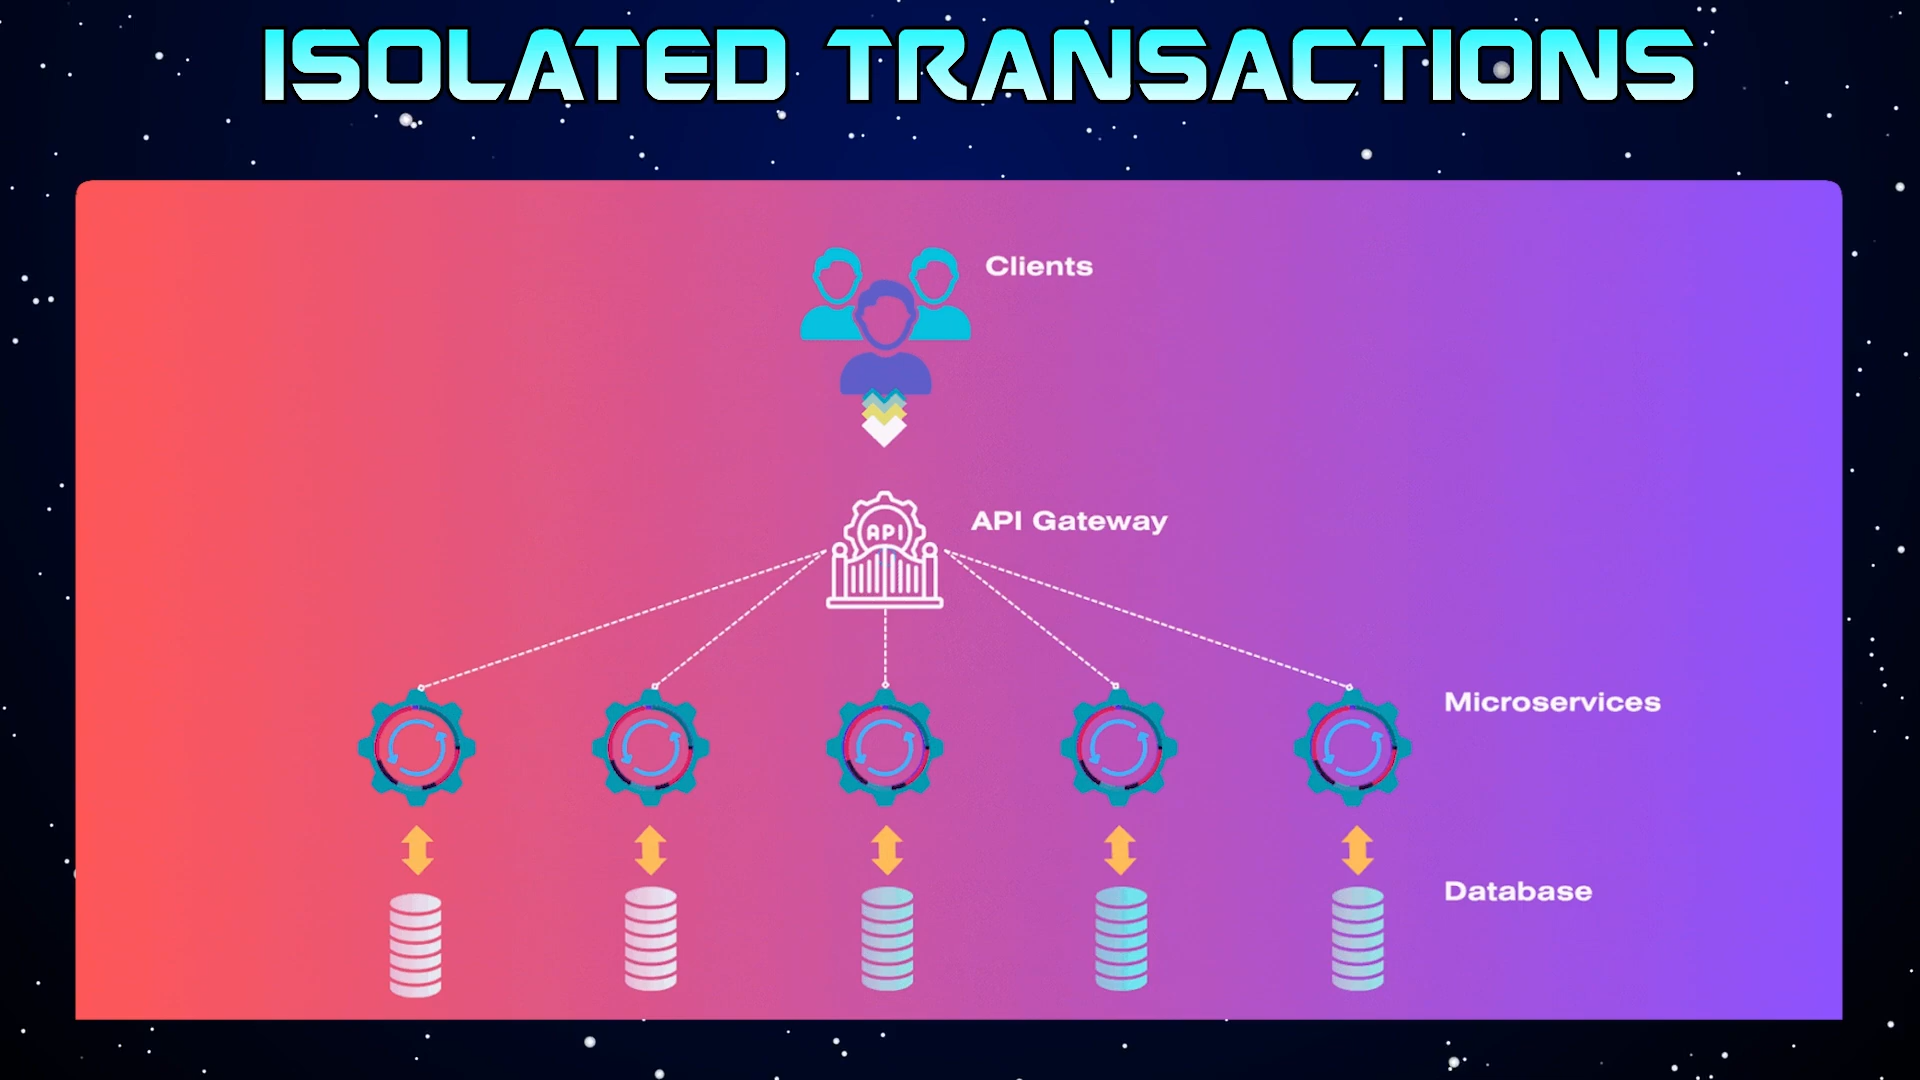 ISOLATED TRANSACTIONS
Clients
API Gateway
API
Microservices
Database